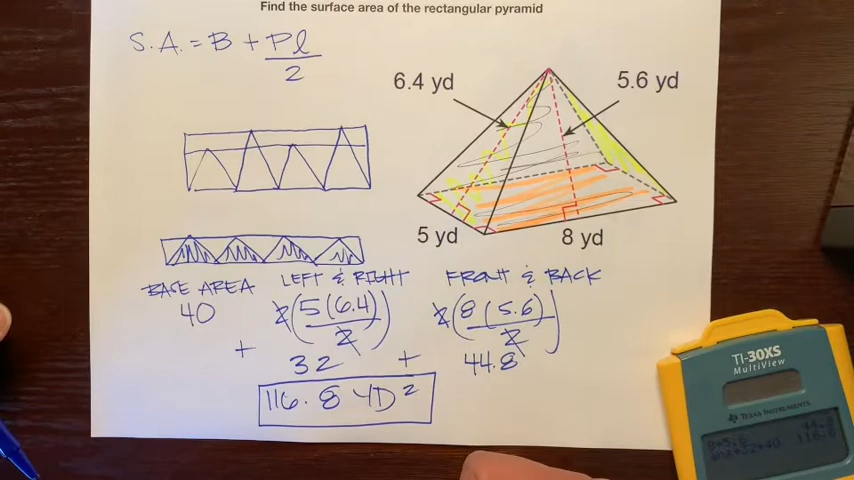 Find the surface area of the rectangular pyramid
S.A. = B + Pl/2
6.4 yd
5.6 yd
5 yd
8 yd
BASE AREA
LEFT & RIGHT
FRONT & BACK
40
2(5(6.4)/2)
2(8(5.6)/2)
+ 32 + 44.8
116.8 YD²
TI-30XS
MultiView
TEXAS INSTRUMENTS